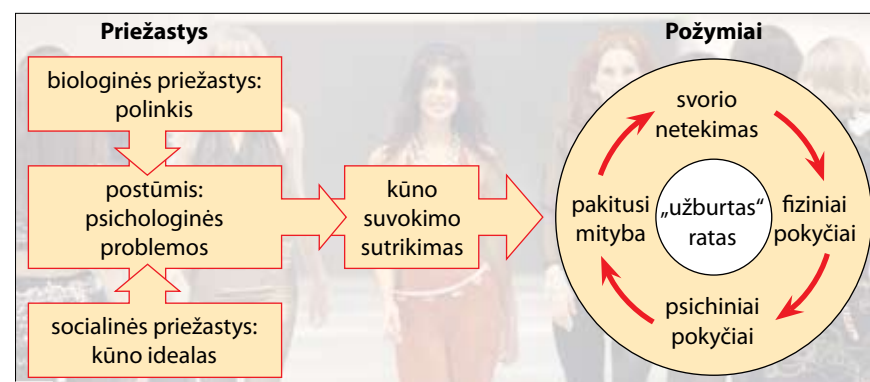 Priežastys
biologinės priežastys:
polinkis
postūmis:
psichologinės
problemos
socialinės priežastys:
kūno idealas
kūno
suvokimo
sutrikimas
Požymiai
svorio
netekimas
fiziniai
pokyčiai
psichiniai
pokyčiai
pakitusi
mityba
„užburtas“
ratas